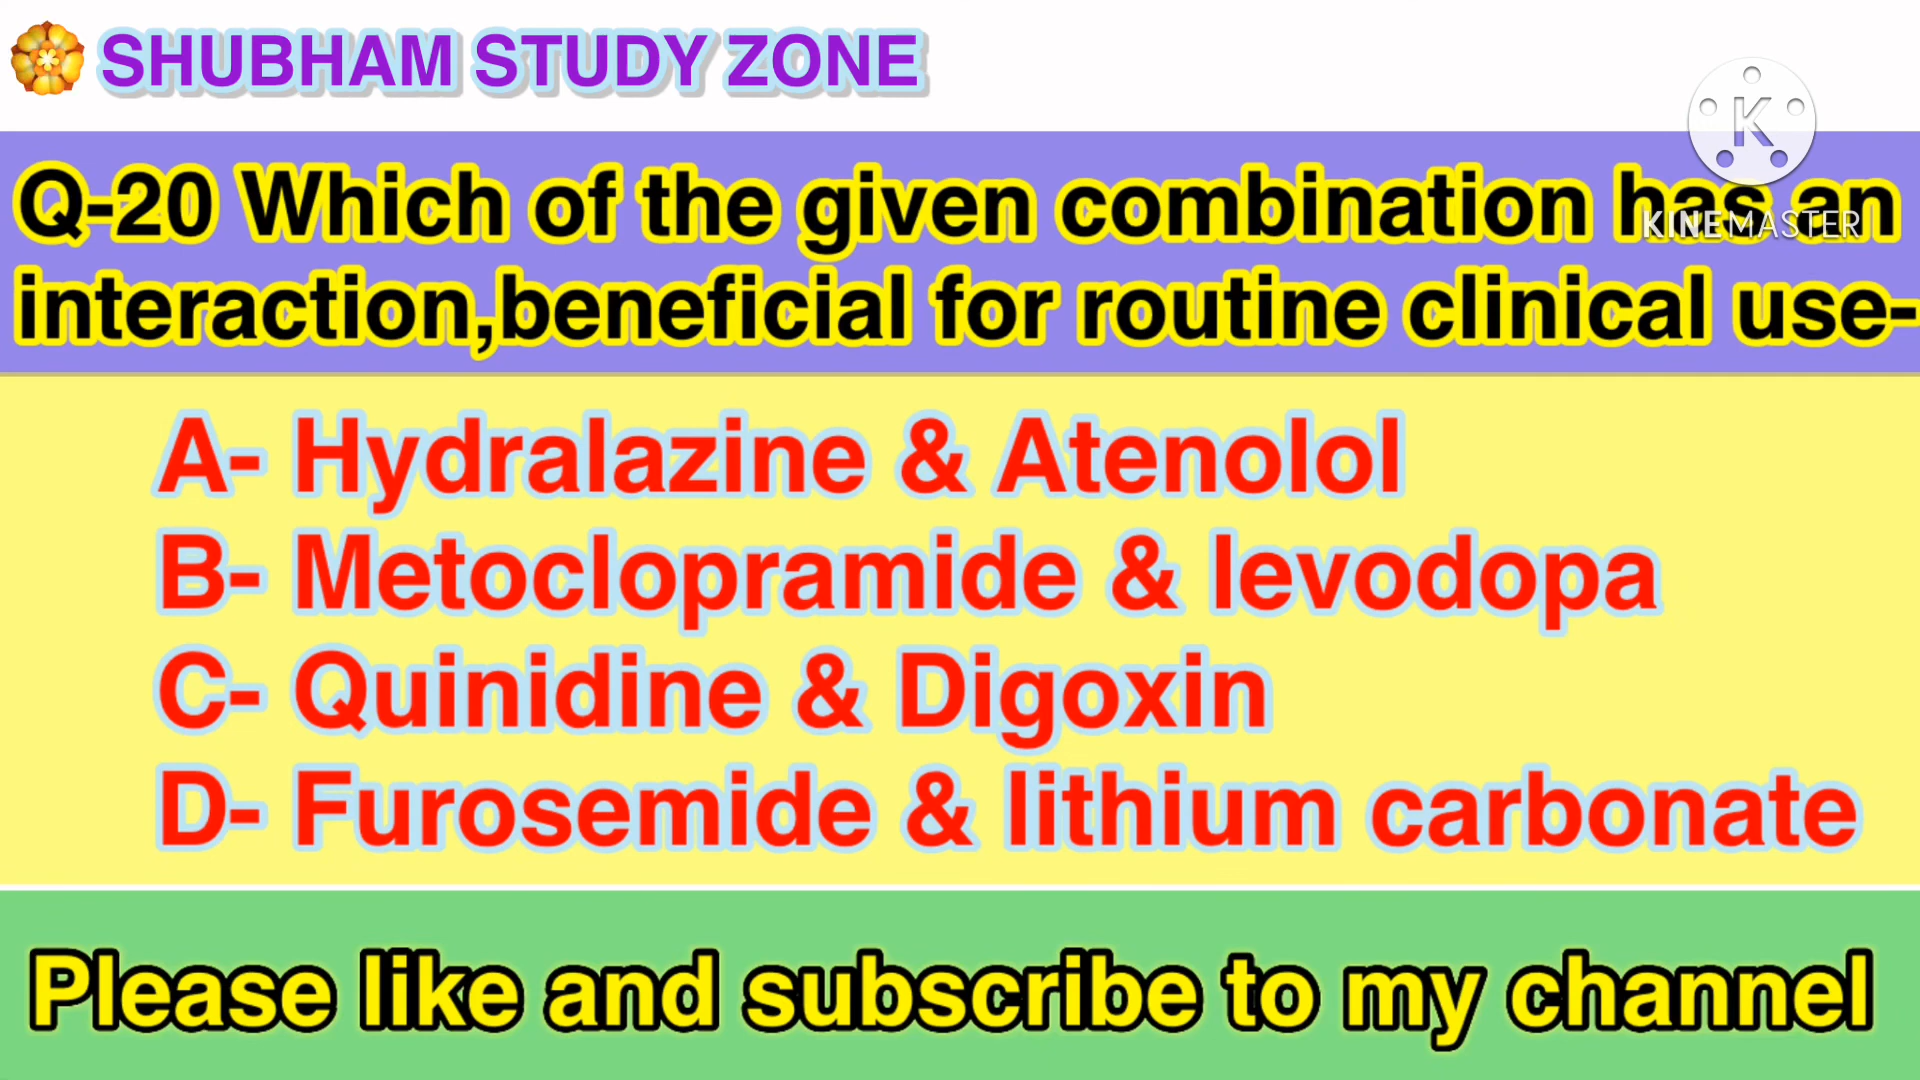 SHUBHAM STUDY ZONE
K
KINEMASTER
Q-20 Which of the given combination has an
interaction,beneficial for routine clinical use-
A- Hydralazine & Atenolol
B- Metoclopramide & levodopa
C- Quinidine & Digoxin
D- Furosemide & lithium carbonate
Please like and subscribe to my channel